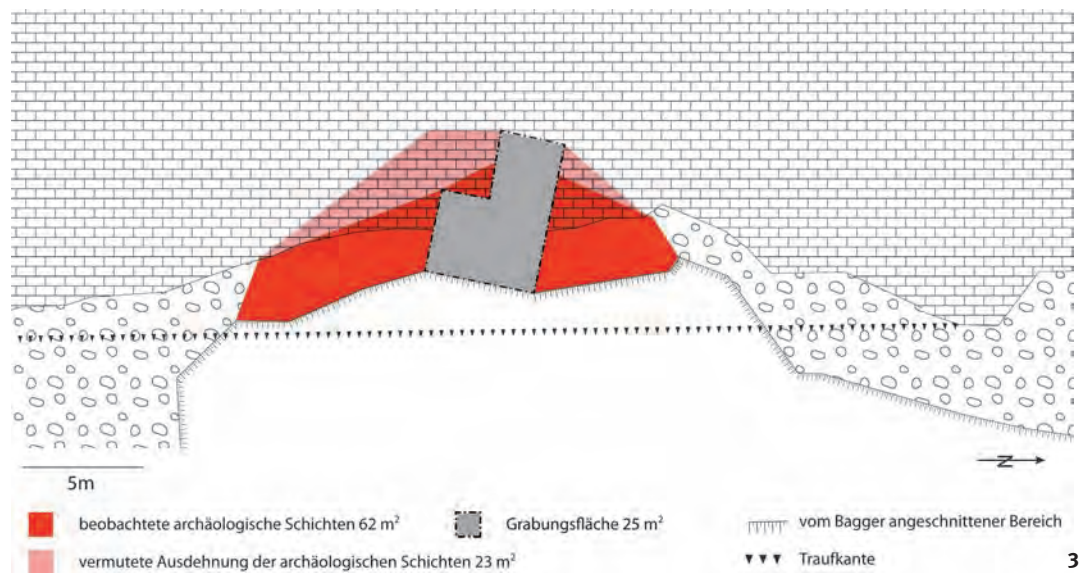 5m
N
beobachtete archäologische Schichten 62 m²
Grabungsfläche 25 m²
vom Bagger angeschnittener Bereich
vermutete Ausdehnung der archäologischen Schichten 23 m²
Traufkante
3